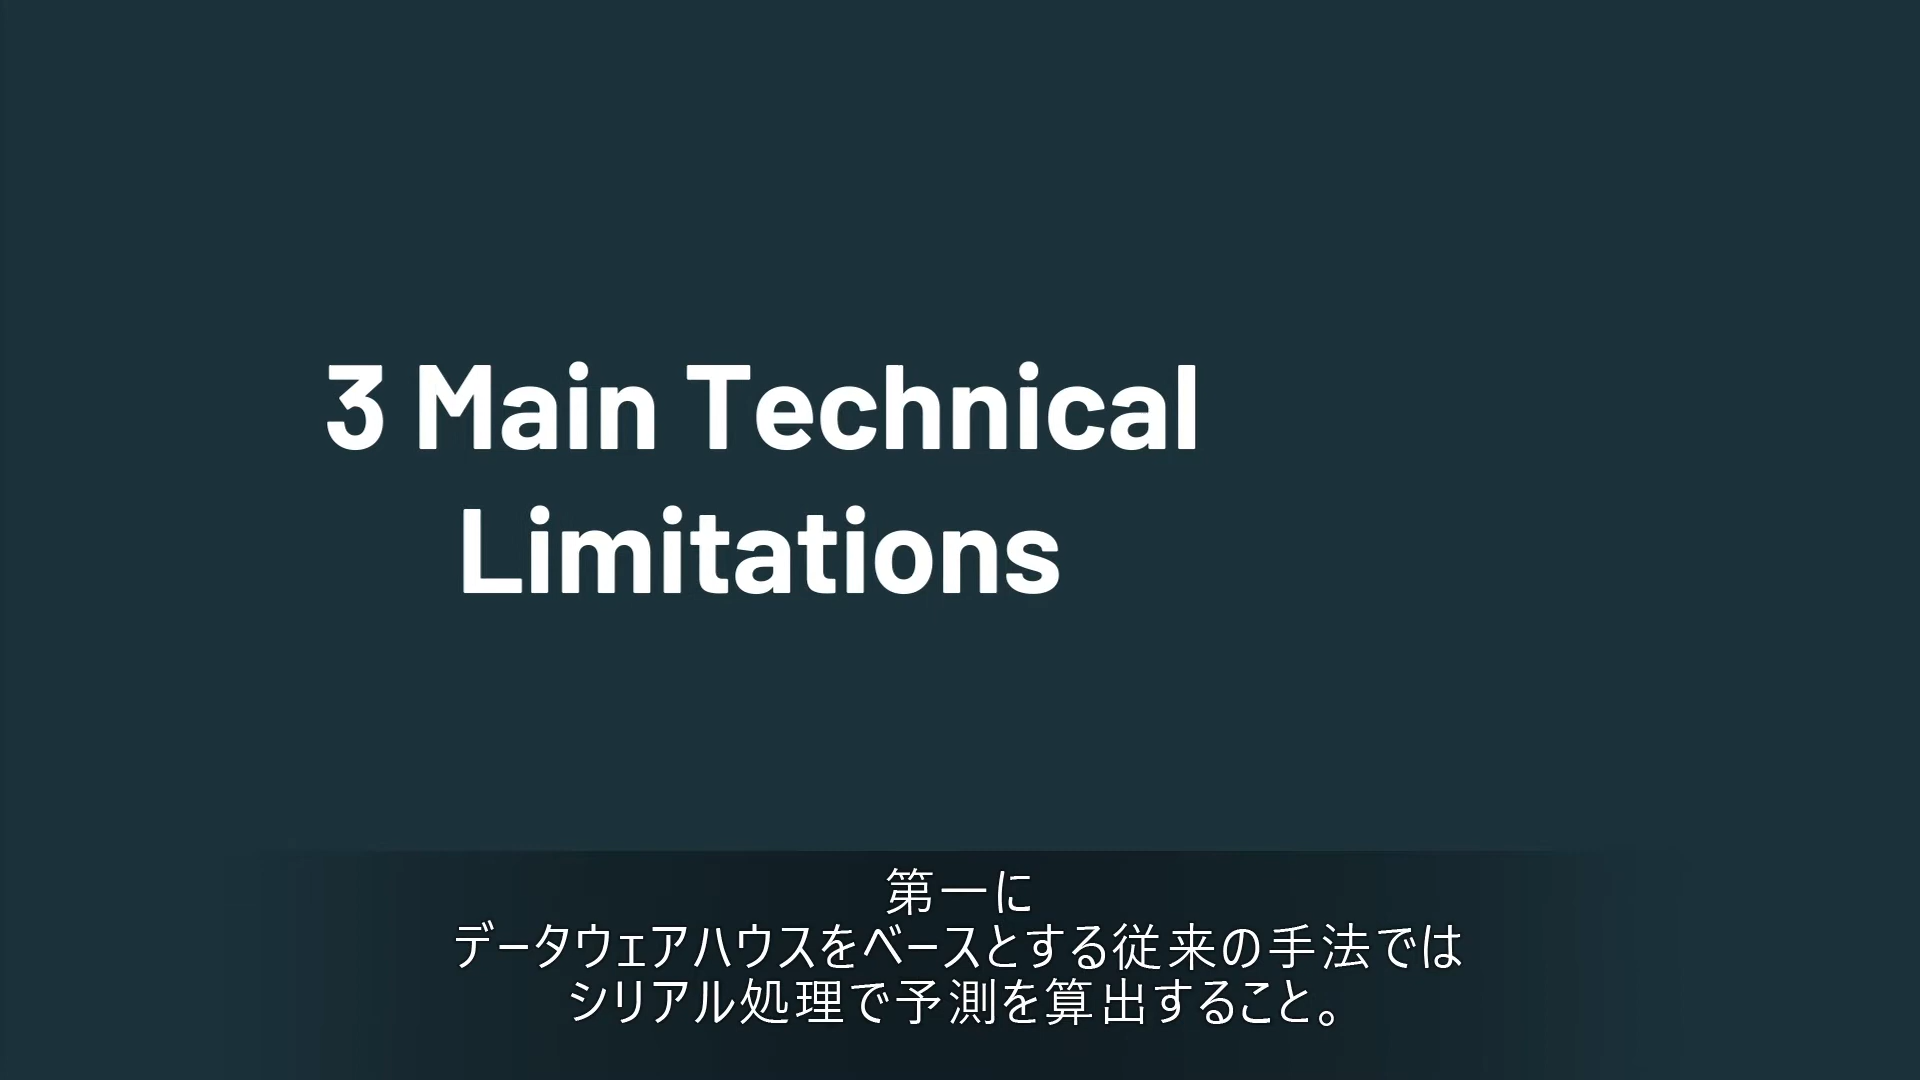 3 Main Technical
Limitations
第一に
データウェアハウスをベースとする従来の手法では
シリアル処理で予測を算出すること。